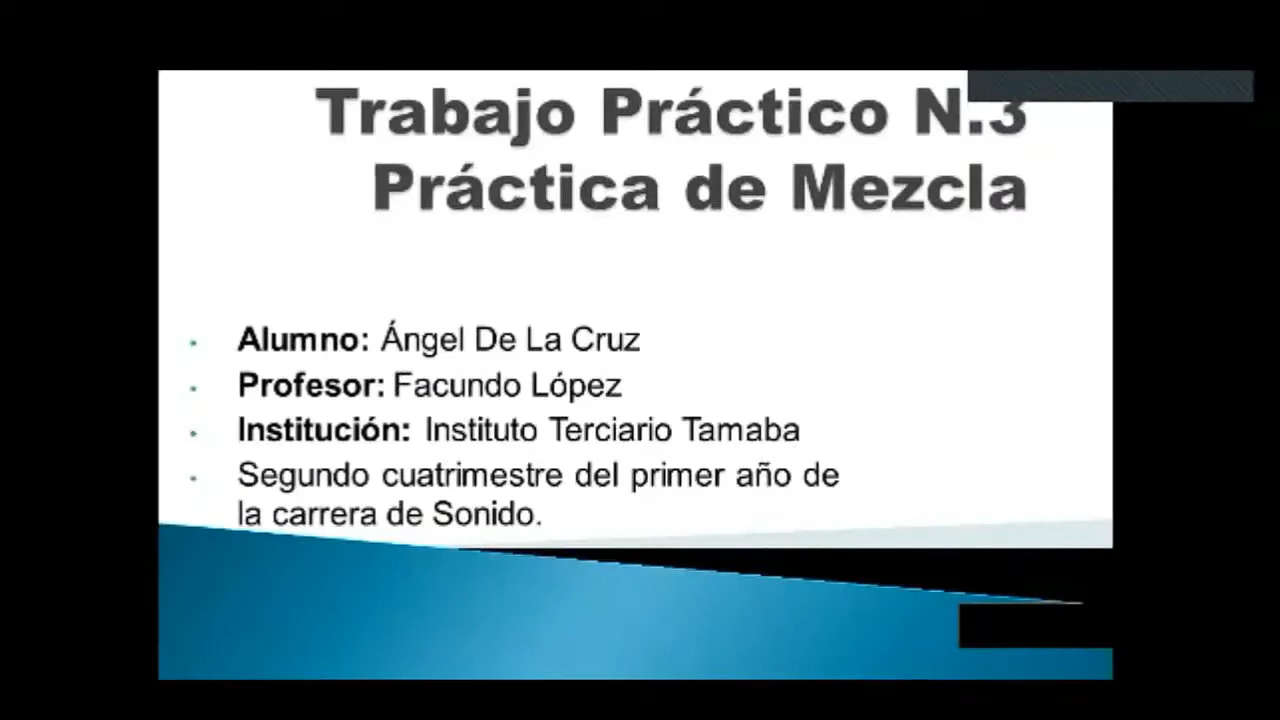 Trabajo Práctico N.3
Práctica de Mezcla
Alumno: Ángel De La Cruz
Profesor: Facundo López
Institución: Instituto Terciario Tamaba
Segundo cuatrimestre del primer año de
la carrera de Sonido.